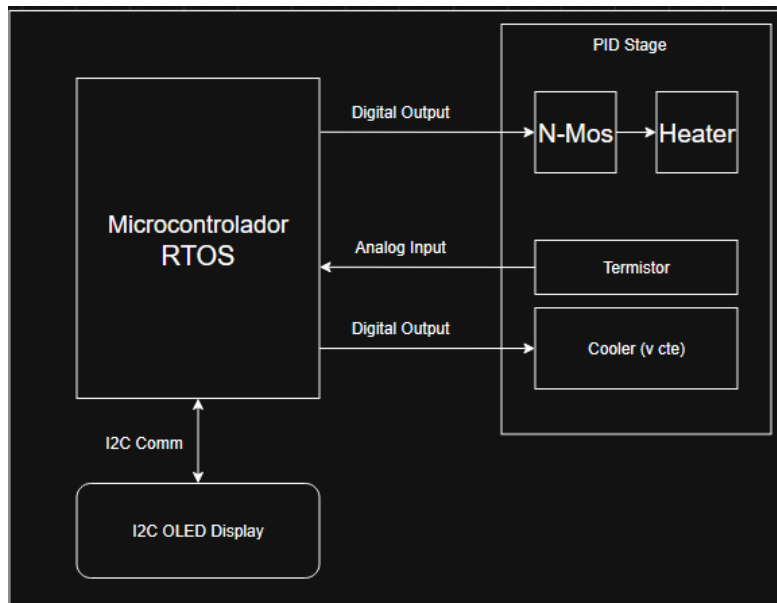 PID Stage
Digital Output
N-Mos
Heater
Microcontrolador
RTOS
Analog Input
Termistor
Digital Output
Cooler (v cte)
I2C Comm
I2C OLED Display